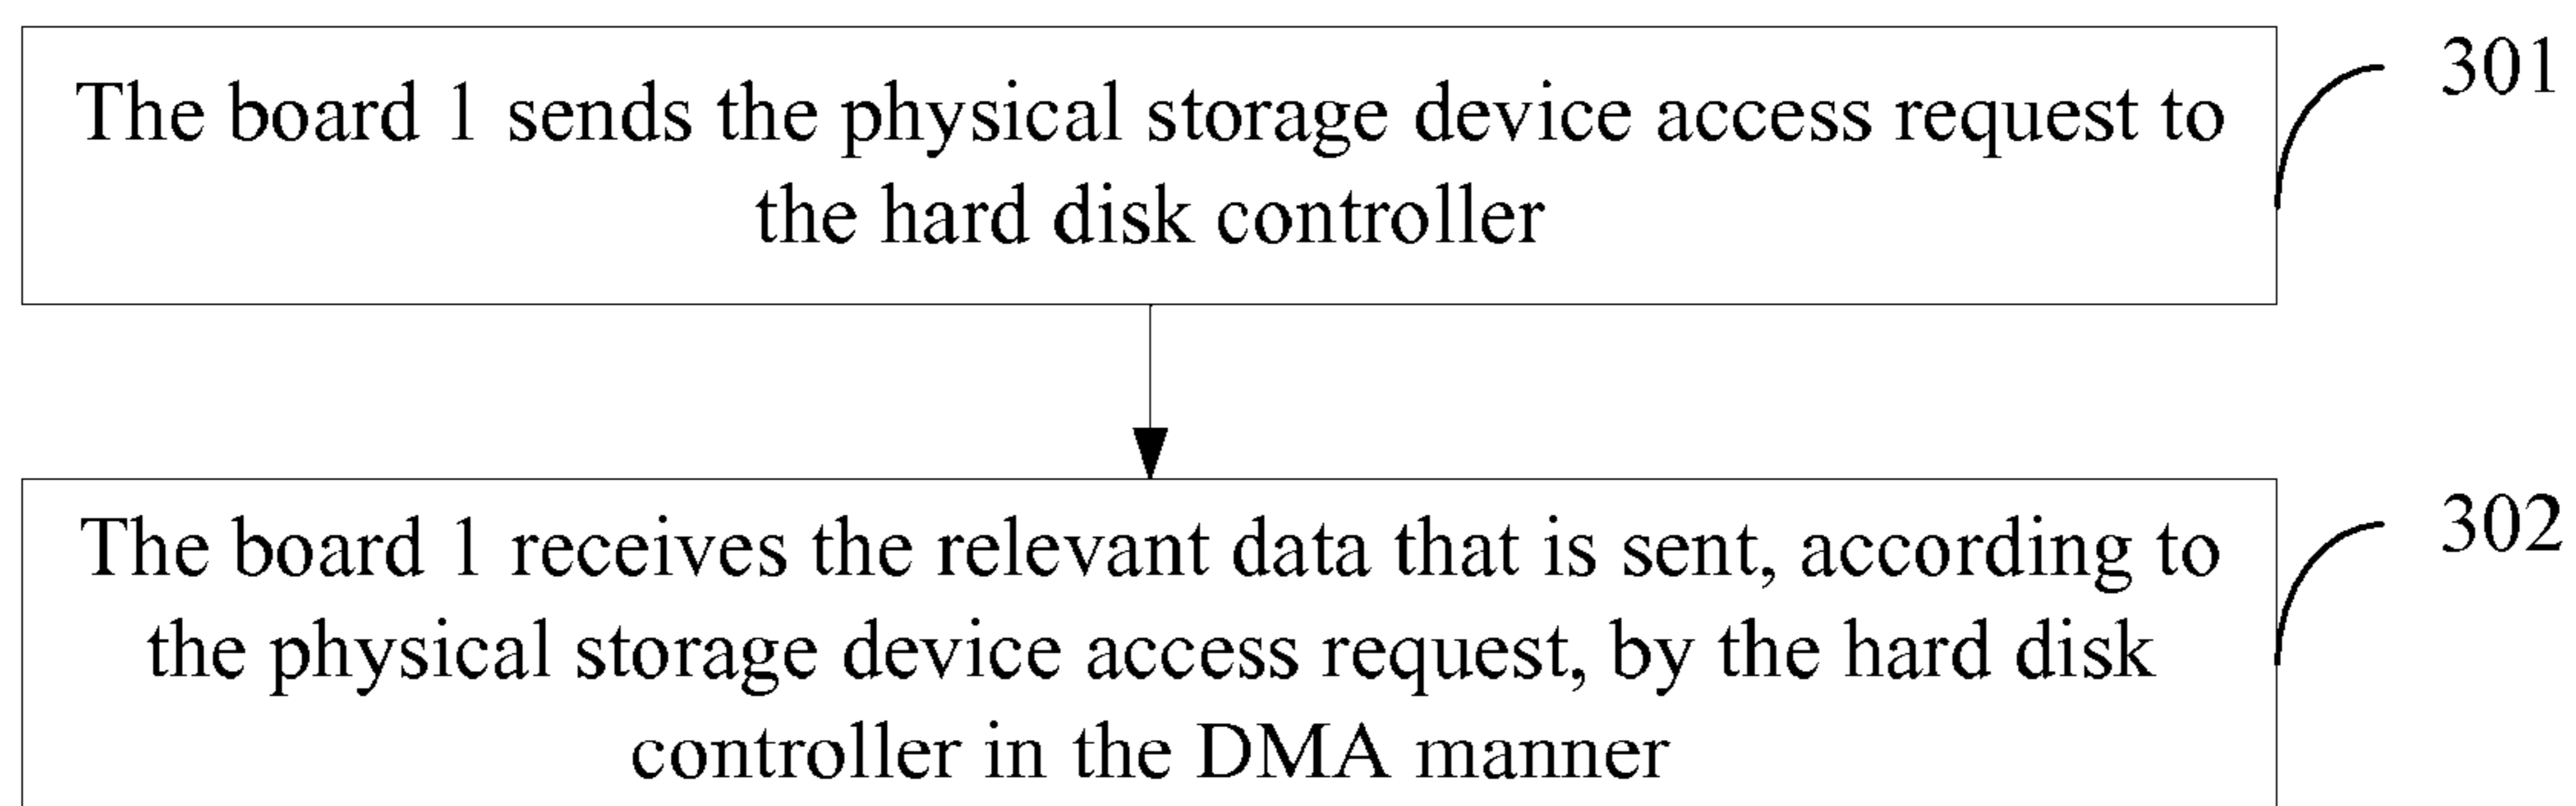 The board 1 sends the physical storage device access request to
the hard disk controller
301
The board 1 receives the relevant data that is sent, according to
the physical storage device access request, by the hard disk
controller in the DMA manner
302